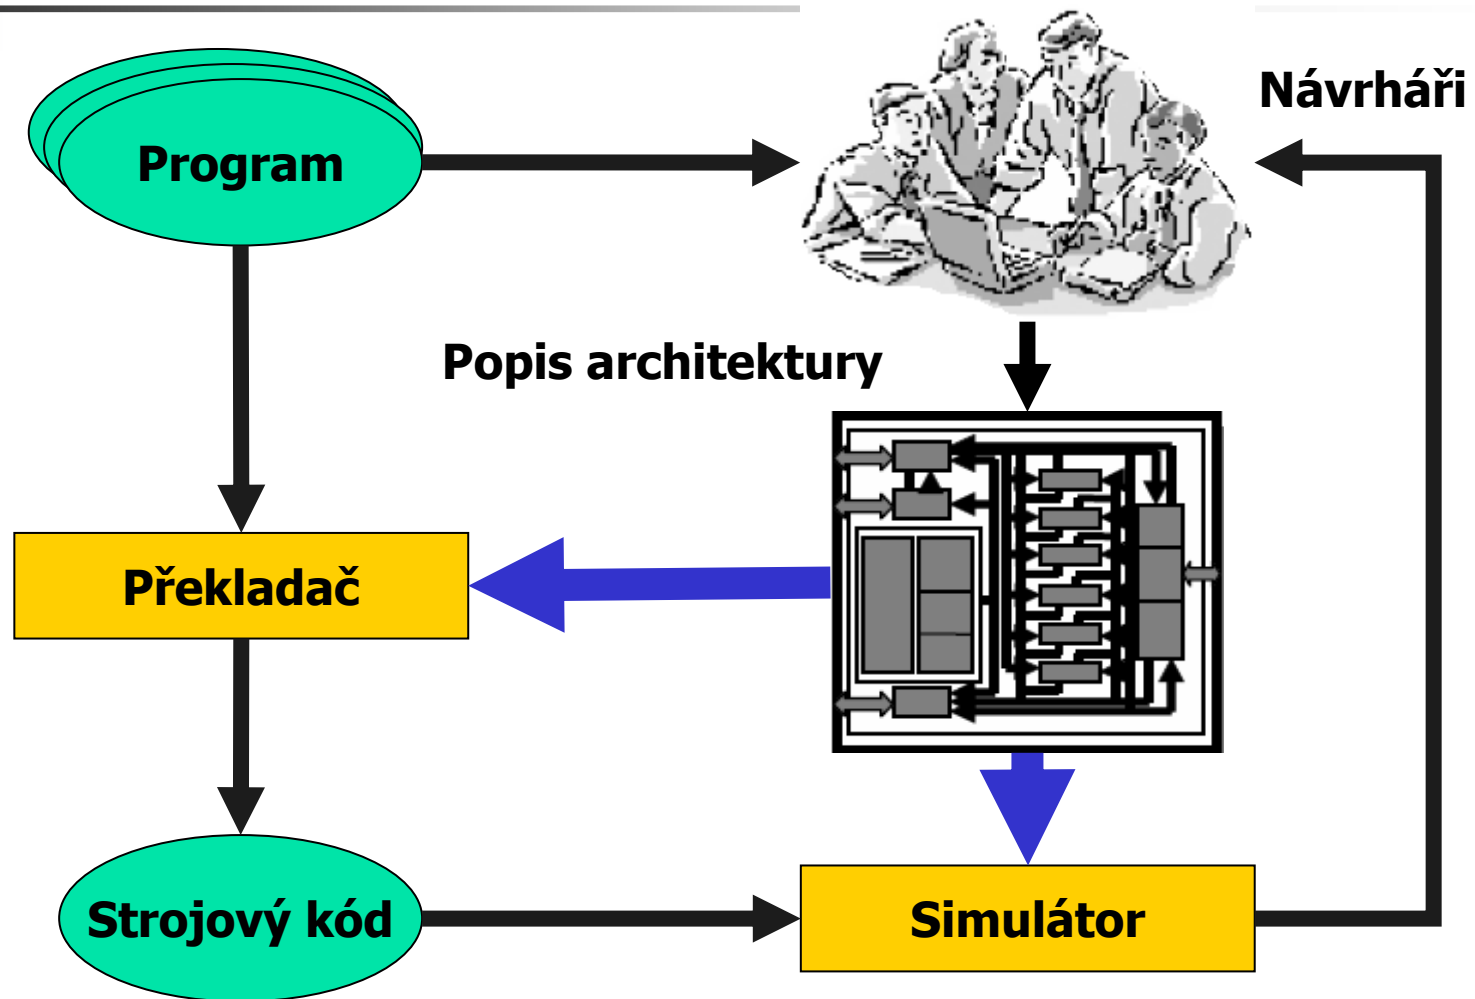 Návrháři
Program
Popis architektury
Překladač
Strojový kód
Simulátor